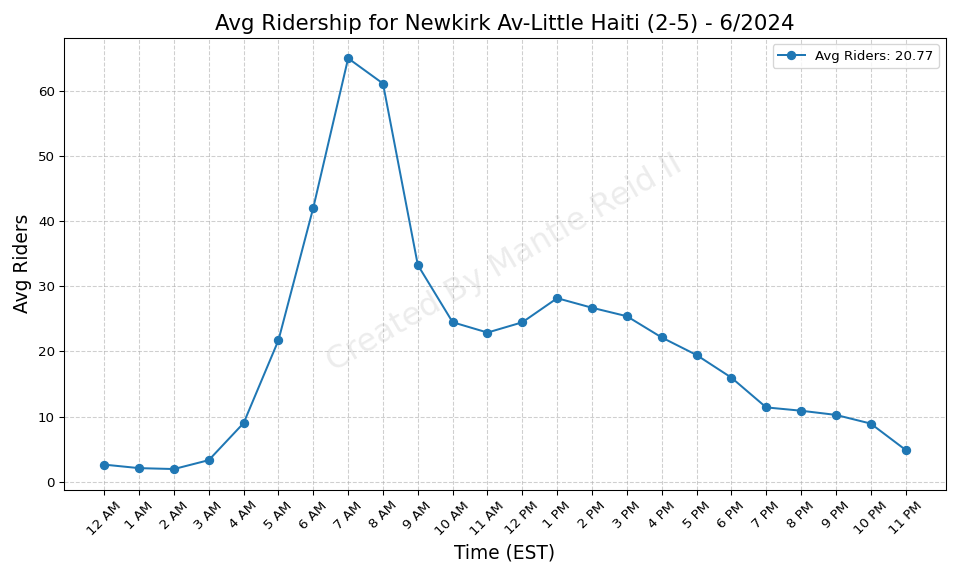 Avg Ridership for Newkirk Av-Little Haiti (2-5) - 6/2024
Avg Riders: 20.77
60
50
40
30
20
10
0
Avg Riders
Created By Mantie Reid II
12 AM
1 AM
2 AM
3 AM
4 AM
5 AM
6 AM
7 AM
8 AM
9 AM
10 AM
11 AM
12 PM
1 PM
2 PM
3 PM
4 PM
5 PM
6 PM
7 PM
8 PM
9 PM
10 PM
11 PM
Time (EST)